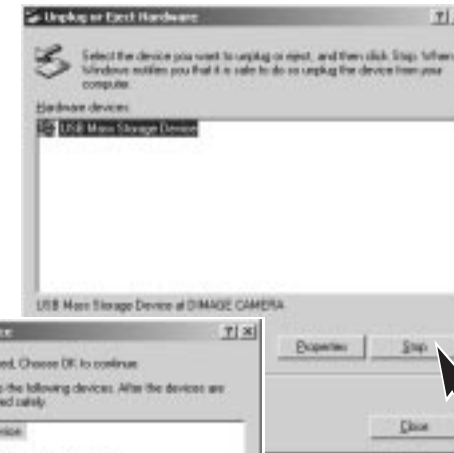 Unplug or Eject Hardware
Select the device you want to unplug or eject, and then click Stop. When
Windows notifies you that it is safe to do so unplug the device from your
computer.
Hardware devices:
USB Mass Storage Device
USB Mass Storage Device at DIMAGE CAMERA
Properties Stop
Close
ed, Choose OK to continue.
the following devices. After the devices are
ed safely.